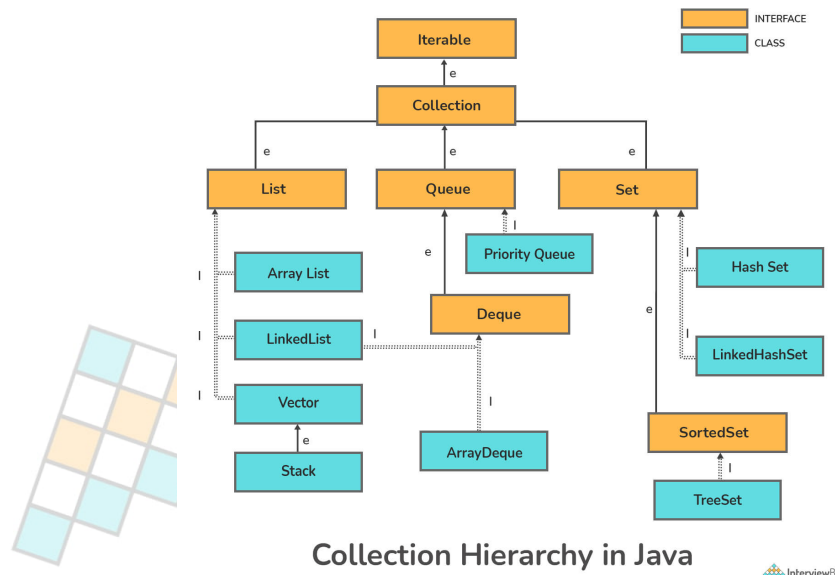 INTERFACE
CLASS
Iterable
e
Collection
e
e
e
List
Queue
Set
e
l
Priority Queue
l
Array List
l
Hash Set
e
Deque
l
LinkedList
l
l
LinkedHashSet
l
Vector
l
e
ArrayDeque
SortedSet
Stack
l
TreeSet
Collection Hierarchy in Java
InterviewB